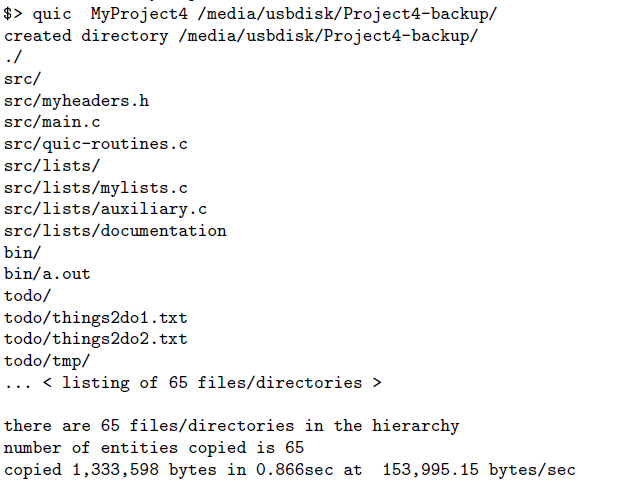 $> quic  MyProject4 /media/usbdisk/Project4-backup/
created directory /media/usbdisk/Project4-backup/
./
src/
src/myheaders.h
src/main.c
src/quic-routines.c
src/lists/
src/lists/mylists.c
src/lists/auxiliary.c
src/lists/documentation
bin/
bin/a.out
todo/
todo/things2do1.txt
todo/things2do2.txt
todo/tmp/
... < listing of 65 files/directories >
there are 65 files/directories in the hierarchy
number of entities copied is 65
copied 1,333,598 bytes in 0.866sec at  153,995.15 bytes/sec